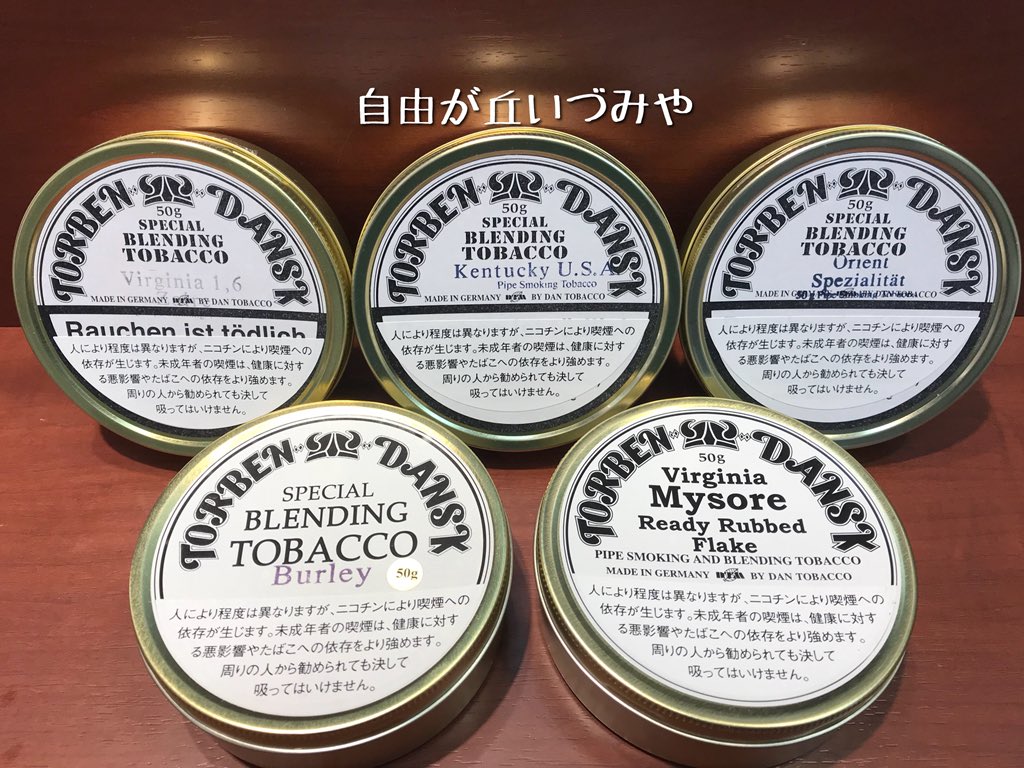 自由が丘いづみや
TORBEN DANSK
50g
SPECIAL
BLENDING
TOBACCO
Virginia 1,6
MADE IN GERMANY DTM BY DAN TOBACCO
Rauchen ist tödlich
人により程度は異なりますが、ニコチンにより喫煙への
依存が生じます。未成年者の喫煙は、健康に対す
る悪影響やたばこへの依存をより強めます。
周りの人から勧められても決して
吸ってはいけません。
TORBEN DANSK
50g
SPECIAL
BLENDING
TOBACCO
Kentucky U.S.A
Pipe Smoking Tobacco
MADE IN GERMANY DTM BY DAN TOBACCO
人により程度は異なりますが、ニコチンにより喫煙への
依存が生じます。未成年者の喫煙は、健康に対す
る悪影響やたばこへの依存をより強めます。
周りの人から勧められても決して
吸ってはいけません。
TORBEN DANSK
50g
SPECIAL
BLENDING
TOBACCO
Orient
Spezialität
人により程度は異なりますが、ニコチンにより喫煙への
依存が生じます。未成年者の喫煙は、健康に対す
る悪影響やたばこへの依存をより強めます。
周りの人から勧められても決して
吸ってはいけません。
TORBEN DANSK
SPECIAL
BLENDING
TOBACCO
Burley 50g
人により程度は異なりますが、ニコチンにより喫煙への
依存が生じます。未成年者の喫煙は、健康に対す
る悪影響やたばこへの依存をより強めます。
周りの人から勧められても決して
吸ってはいけません。
TORBEN DANSK
50g
Virginia
Mysore
Ready Rubbed
Flake
PIPE SMOKING AND BLENDING TOBACCO
MADE IN GERMANY DTM BY DAN TOBACCO
人により程度は異なりますが、ニコチンにより喫煙への
依存が生じます。未成年者の喫煙は、健康に対す
る悪影響やたばこへの依存をより強めます。
周りの人から勧められても決して
吸ってはいけません。